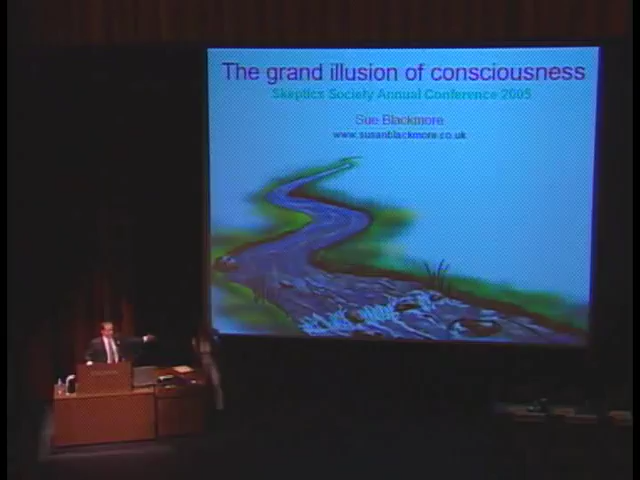 The grand illusion of consciousness
Skeptics Society Annual Conference 2005
Sue Blackmore
www.susanblackmore.co.uk